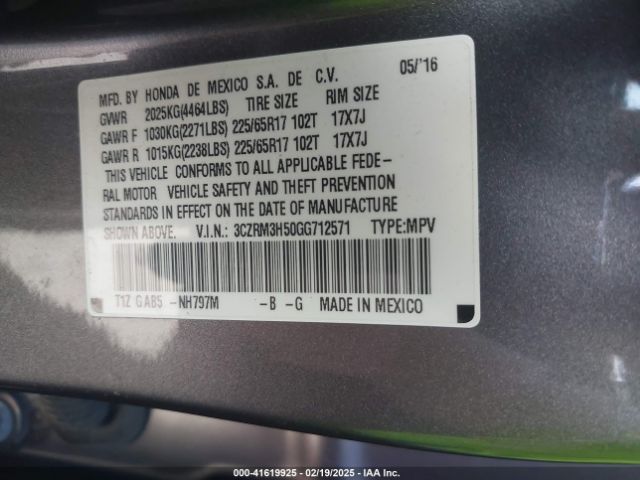 MFD. BY HONDA DE MEXICO S.A. DE C.V. 05/'16
GVWR 2025KG(4464LBS) TIRE SIZE RIM SIZE
GAWR F 1030KG(2271LBS) 225/65R17 102T 17X7J
GAWR R 1015KG(2238LBS) 225/65R17 102T 17X7J
THIS VEHICLE CONFORMS TO ALL APPLICABLE FEDE-
RAL MOTOR VEHICLE SAFETY AND THEFT PREVENTION
STANDARDS IN EFFECT ON THE DATE OF MANUFACTURE
SHOWN ABOVE. V.I.N.: 3CZRM3H50GG712571 TYPE:MPV
T1Z GAB5 -NH797M -B -G MADE IN MEXICO
000-41619925 - 02/19/2025 - IAA Inc.